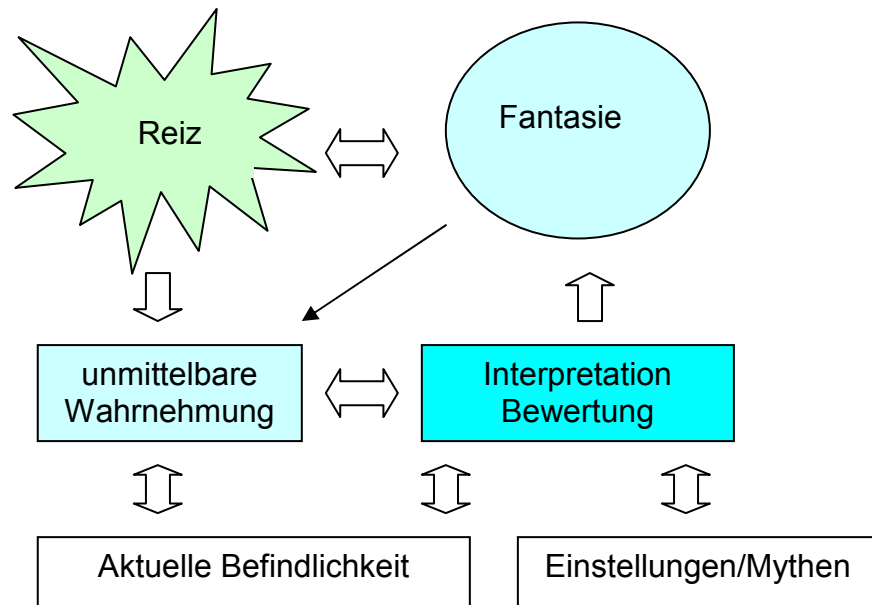 Reiz
Fantasie
unmittelbare
Wahrnehmung
Interpretation
Bewertung
Aktuelle Befindlichkeit
Einstellungen/Mythen